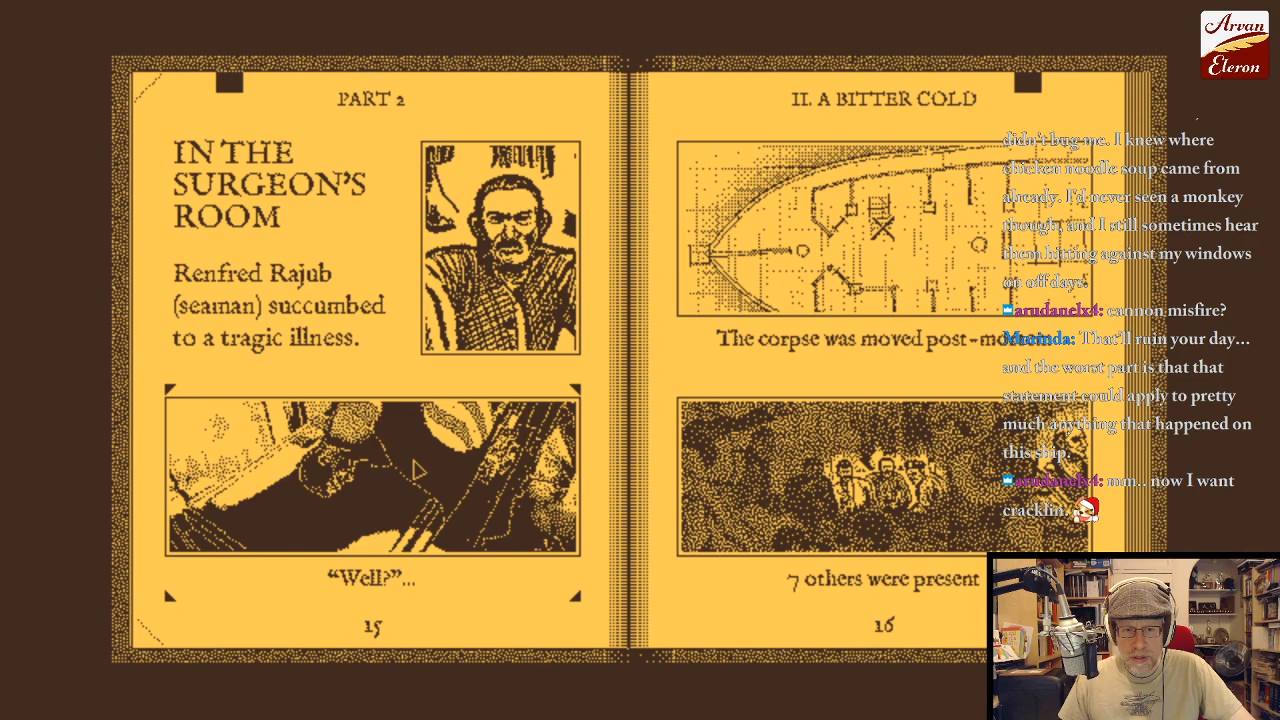 PART 2
IN THE
SURGEON'S
ROOM
Renfred Rajub
(seaman) succumbed
to a tragic illness.
"Well?"...
15
II. A BITTER COLD
The corpse was moved post-mo
7 others were present
16
Arvan
Eleron
didn't bug me. I knew where
chicken noodle soup came from
already. I'd never seen a monkey
though, and I still sometimes hear
them hitting against my windows
on off days.
arudanelx4: cannon misfire?
Morinda: That'll ruin your day...
and the worst part is that that
statement could apply to pretty
much anything that happened on
this ship.
arudanelx4: mm.. now I want
cracklin.